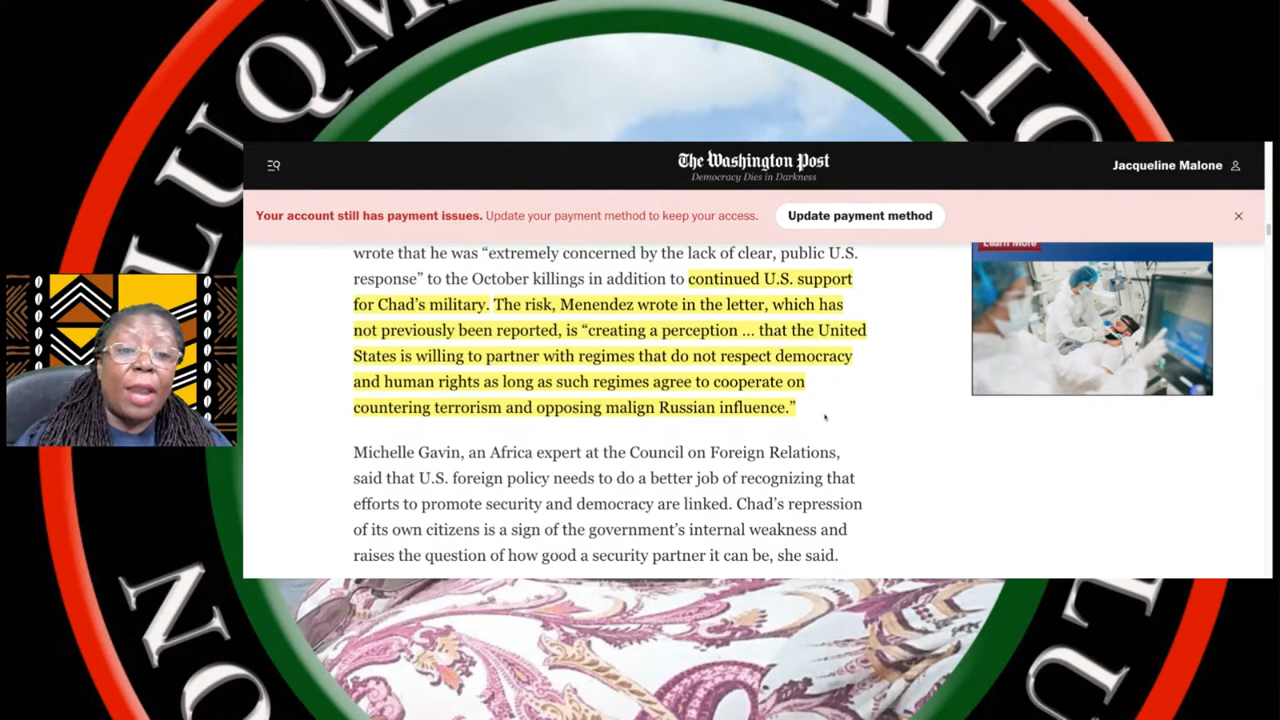 LUQM
ATIO
The Washington Post
Democracy Dies in Darkness
Jacqueline Malone
Your account still has payment issues. Update your payment method to keep your access.
Update payment method
Learn More
wrote that he was “extremely concerned by the lack of clear, public U.S.
response” to the October killings in addition to continued U.S. support
for Chad’s military. The risk, Menendez wrote in the letter, which has
not previously been reported, is “creating a perception ... that the United
States is willing to partner with regimes that do not respect democracy
and human rights as long as such regimes agree to cooperate on
countering terrorism and opposing malign Russian influence.”
Michelle Gavin, an Africa expert at the Council on Foreign Relations,
said that U.S. foreign policy needs to do a better job of recognizing that
efforts to promote security and democracy are linked. Chad’s repression
of its own citizens is a sign of the government’s internal weakness and
raises the question of how good a security partner it can be, she said.